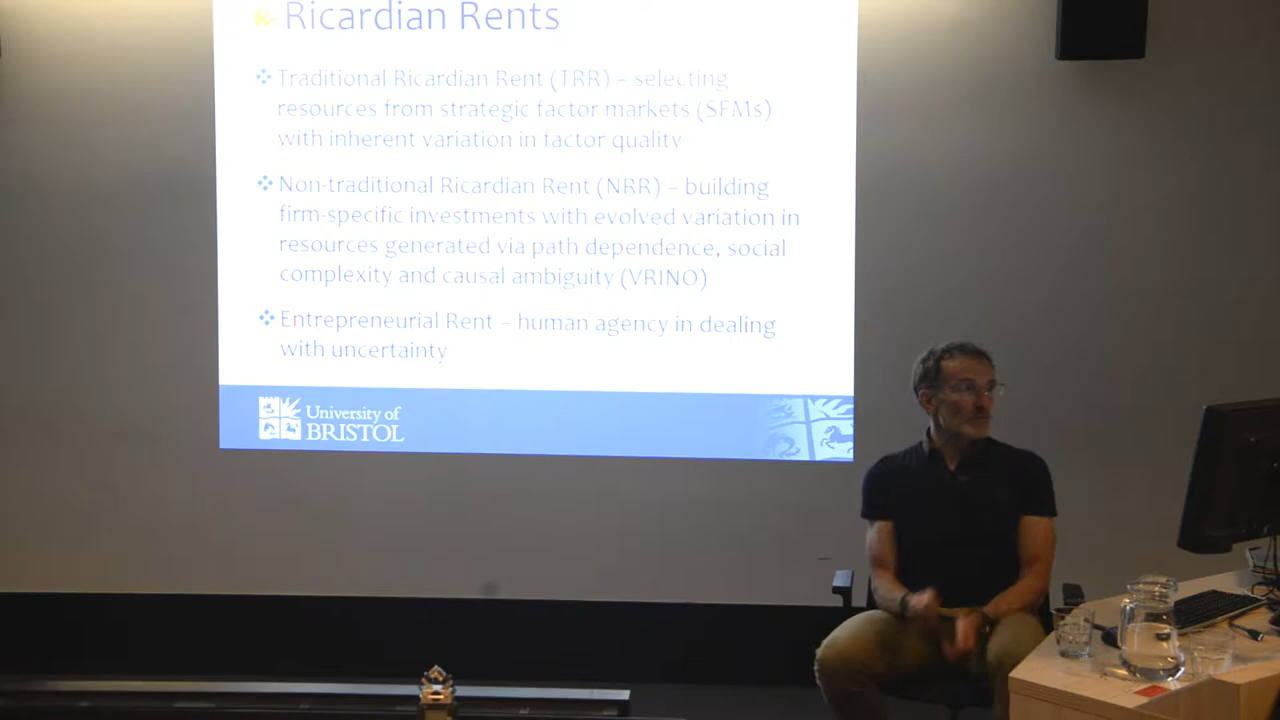 Ricardian Rents
Traditional Ricardian Rent (TRR) – selecting
resources from strategic factor markets (SFMs)
with inherent variation in factor quality
Non-traditional Ricardian Rent (NRR) – building
firm-specific investments with evolved variation in
resources generated via path dependence, social
complexity and causal ambiguity (VRINO)
Entrepreneurial Rent – human agency in dealing
with uncertainty
University of
BRISTOL